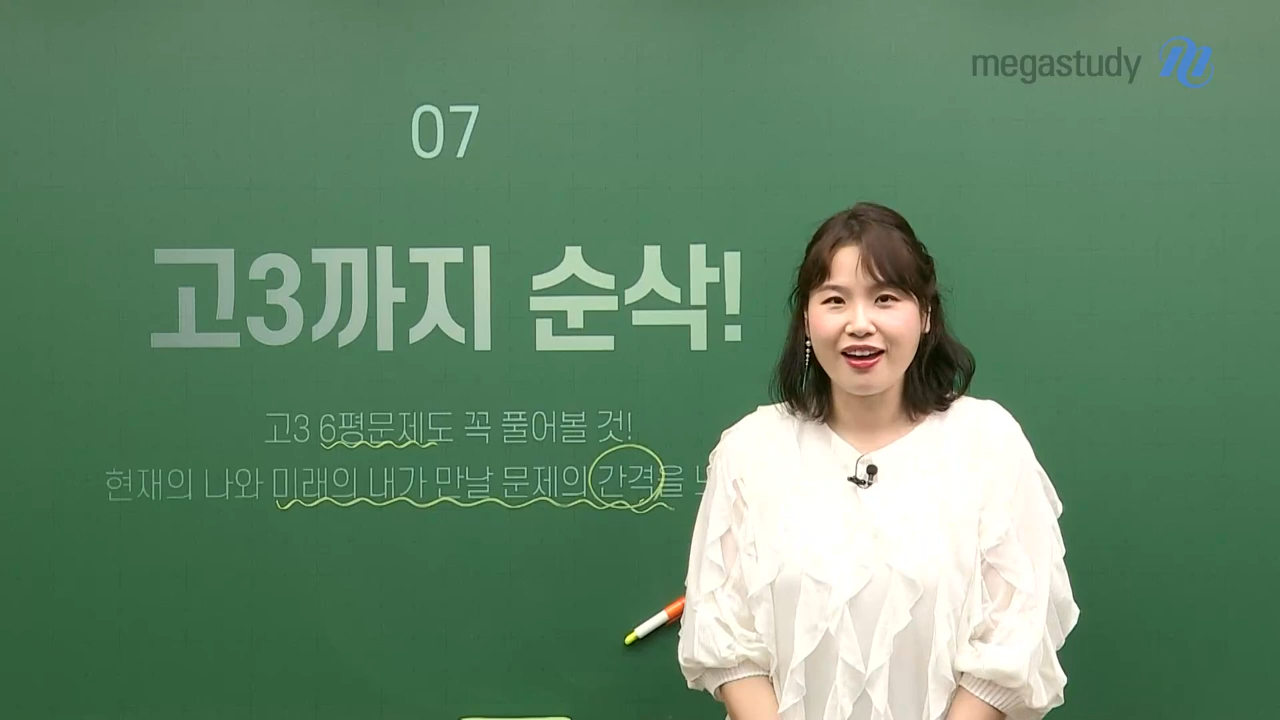 megastudy
07
고3까지 순삭!
고3 6평문제도 꼭 풀어볼 것!
현재의 나와 미래의 내가 만날 문제의 간격을